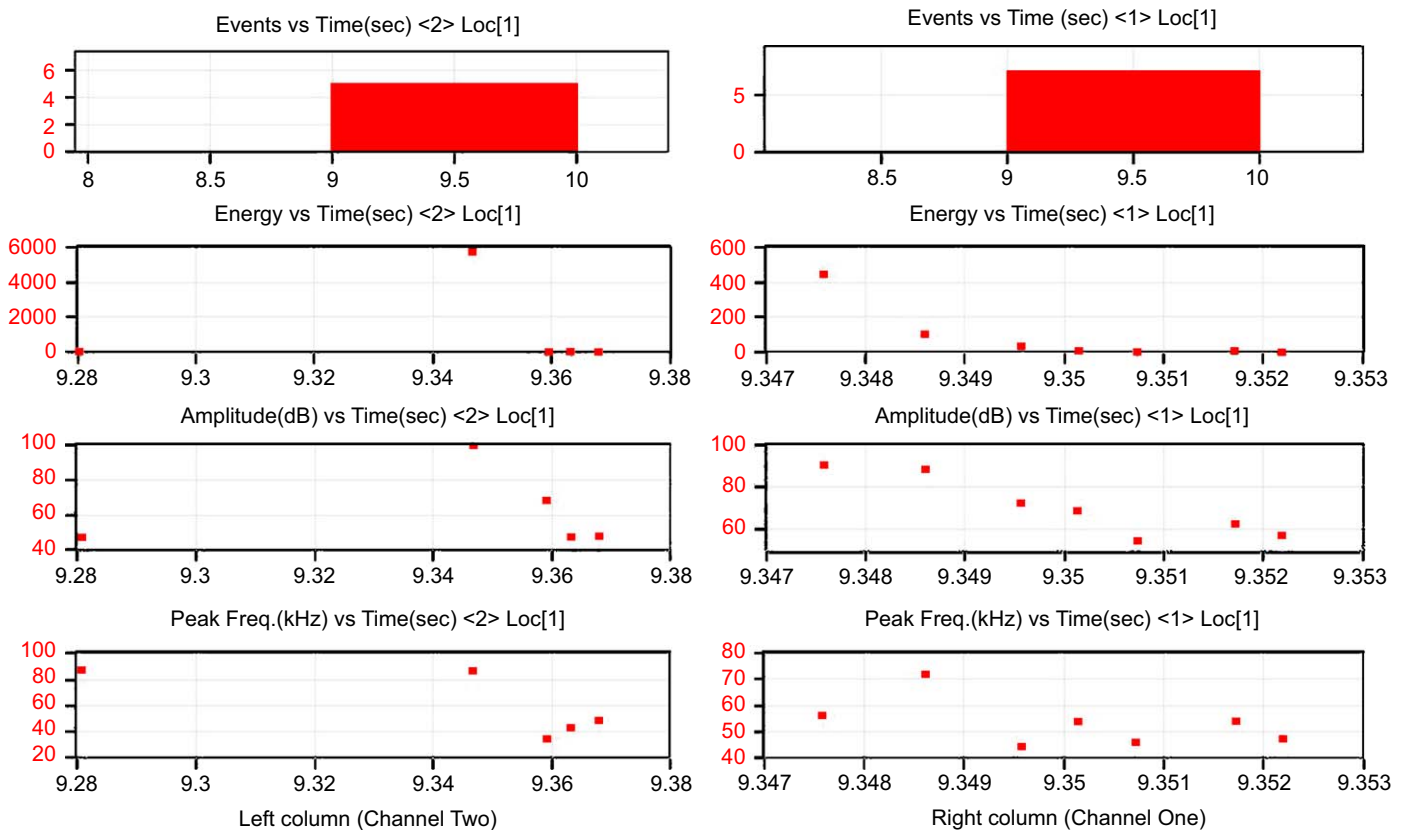 Events vs Time(sec) <2> Loc[1]
6
4
2
0
8 8.5 9 9.5 10
Energy vs Time(sec) <2> Loc[1]
6000
4000
2000
0
9.28 9.3 9.32 9.34 9.36 9.38
Amplitude(dB) vs Time(sec) <2> Loc[1]
100
80
60
40
9.28 9.3 9.32 9.34 9.36 9.38
Peak Freq.(kHz) vs Time(sec) <2> Loc[1]
100
80
60
40
20
9.28 9.3 9.32 9.34 9.36 9.38
Left column (Channel Two)
Events vs Time (sec) <1> Loc[1]
5
0
8.5 9 9.5 10
Energy vs Time(sec) <1> Loc[1]
600
400
200
0
9.347 9.348 9.349 9.35 9.351 9.352 9.353
Amplitude(dB) vs Time(sec) <1> Loc[1]
100
80
60
9.347 9.348 9.349 9.35 9.351 9.352 9.353
Peak Freq.(kHz) vs Time(sec) <1> Loc[1]
80
70
60
50
40
9.347 9.348 9.349 9.35 9.351 9.352 9.353
Right column (Channel One)